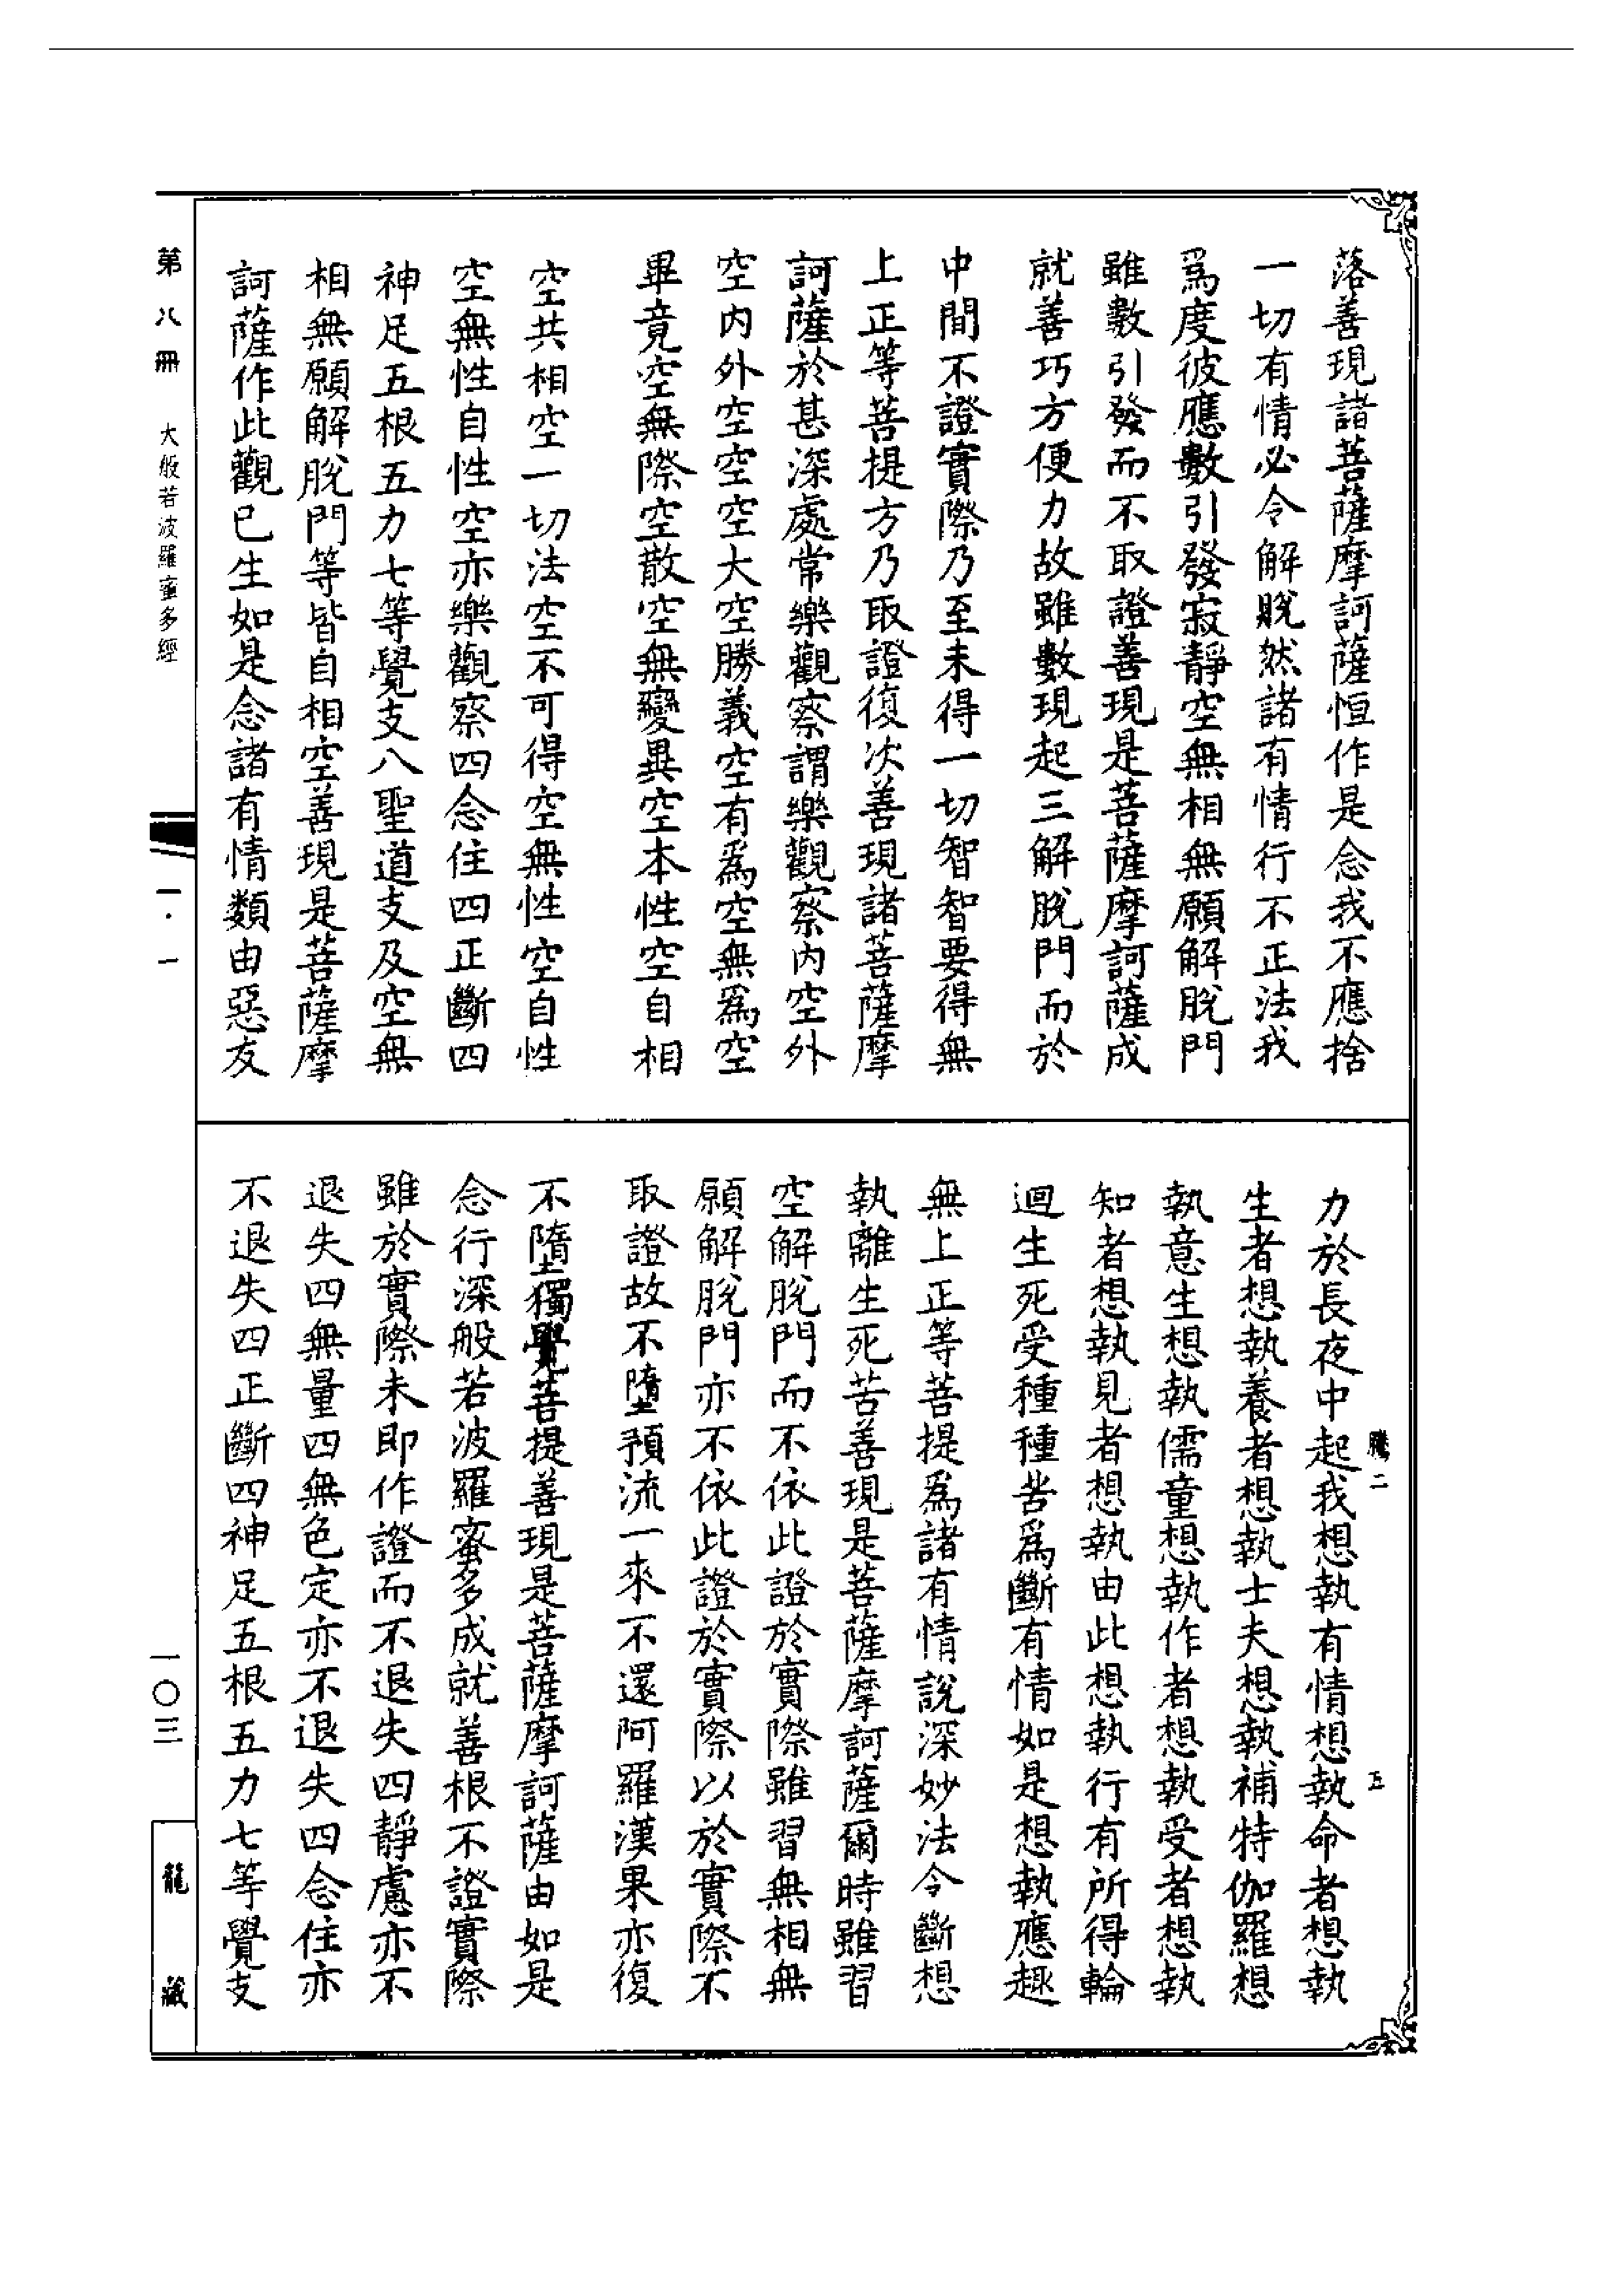 落善現諸菩薩摩訶薩恒作是念我不應捨
一切有情必令解脫然諸有情行不正法我
爲度彼應數引發寂靜空無相無願解脫門
雖數引發而不取證善現是菩薩摩訶薩成
就善巧方便力故雖數現起三解脫門而於
中間不證實際乃至未得一切智智要得無
上正等菩提方乃取證復次善現諸菩薩摩
訶薩於甚深處常樂觀察謂樂觀察內空外
空內外空空空大空勝義空有爲空無爲空
畢竟空無際空散空無變異空本性空自相
空共相空一切法空不可得空無性空自性
空無性自性空亦樂觀察四念住四正斷四
神足五根五力七等覺支八聖道支及空無
相無願解脫門等皆自相空善現是菩薩摩
訶薩作此觀已生如是念諸有情類由惡友
力於長夜中起我想執有情想執命者想執
生者想執養者想執士夫想執補特伽羅想
執意生想執儒童想執作者想執受者想執
知者想執見者想執由此想執行有所得輪
迴生死受種種苦爲斷有情如是想執應趣
無上正等菩提爲諸有情說深妙法令斷想
執離生死苦善現是菩薩摩訶薩爾時雖習
空解脫門而不依此證於實際雖習無相無
願解脫門亦不依此證於實際以於實際不
取證故不墮預流一來不還阿羅漢果亦復
不墮獨覺菩提善現是菩薩摩訶薩由如是
念行深般若波羅蜜多成就善根不證實際
雖於實際未即作證而不退失四靜慮亦不
退失四無量四無色定亦不退失四念住亦
不退失四正斷四神足五根五力七等覺支
騰二
五
第八冊
大般若波羅蜜多經
一・一
一〇三
龍藏